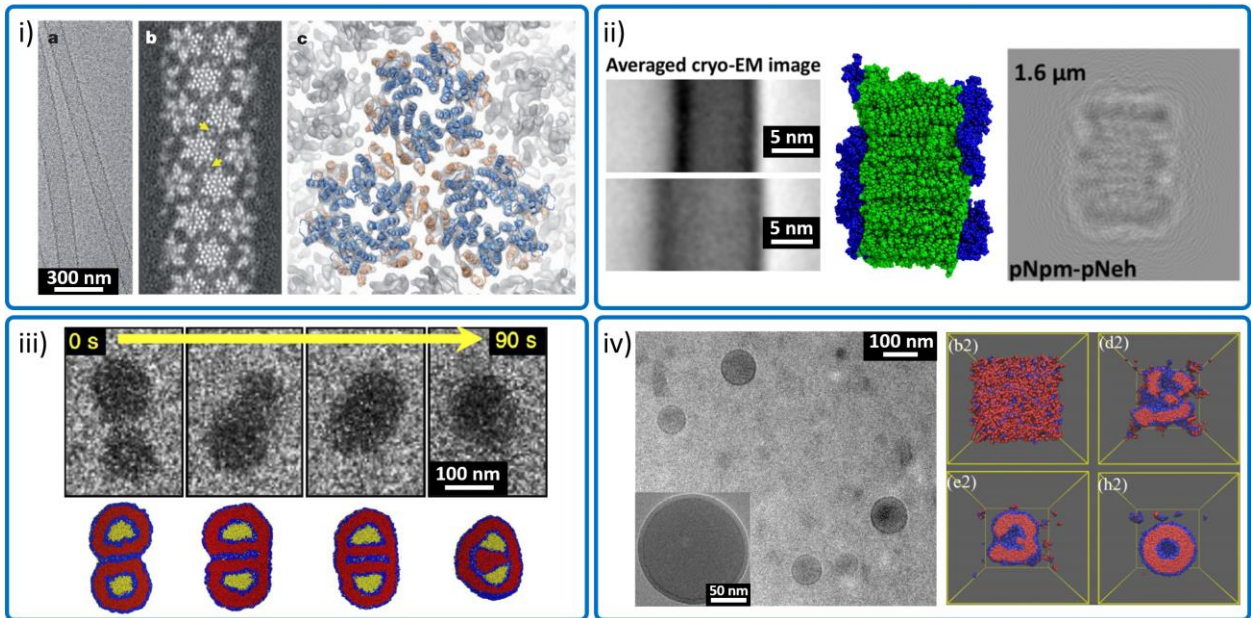 i)
a
b
c
300 nm
ii)
Averaged cryo-EM image
5 nm
5 nm
1.6 µm
pNpm-pNeh
iii)
0 s
90 s
100 nm
iv)
100 nm
50 nm
(b2)
(d2)
(e2)
(h2)